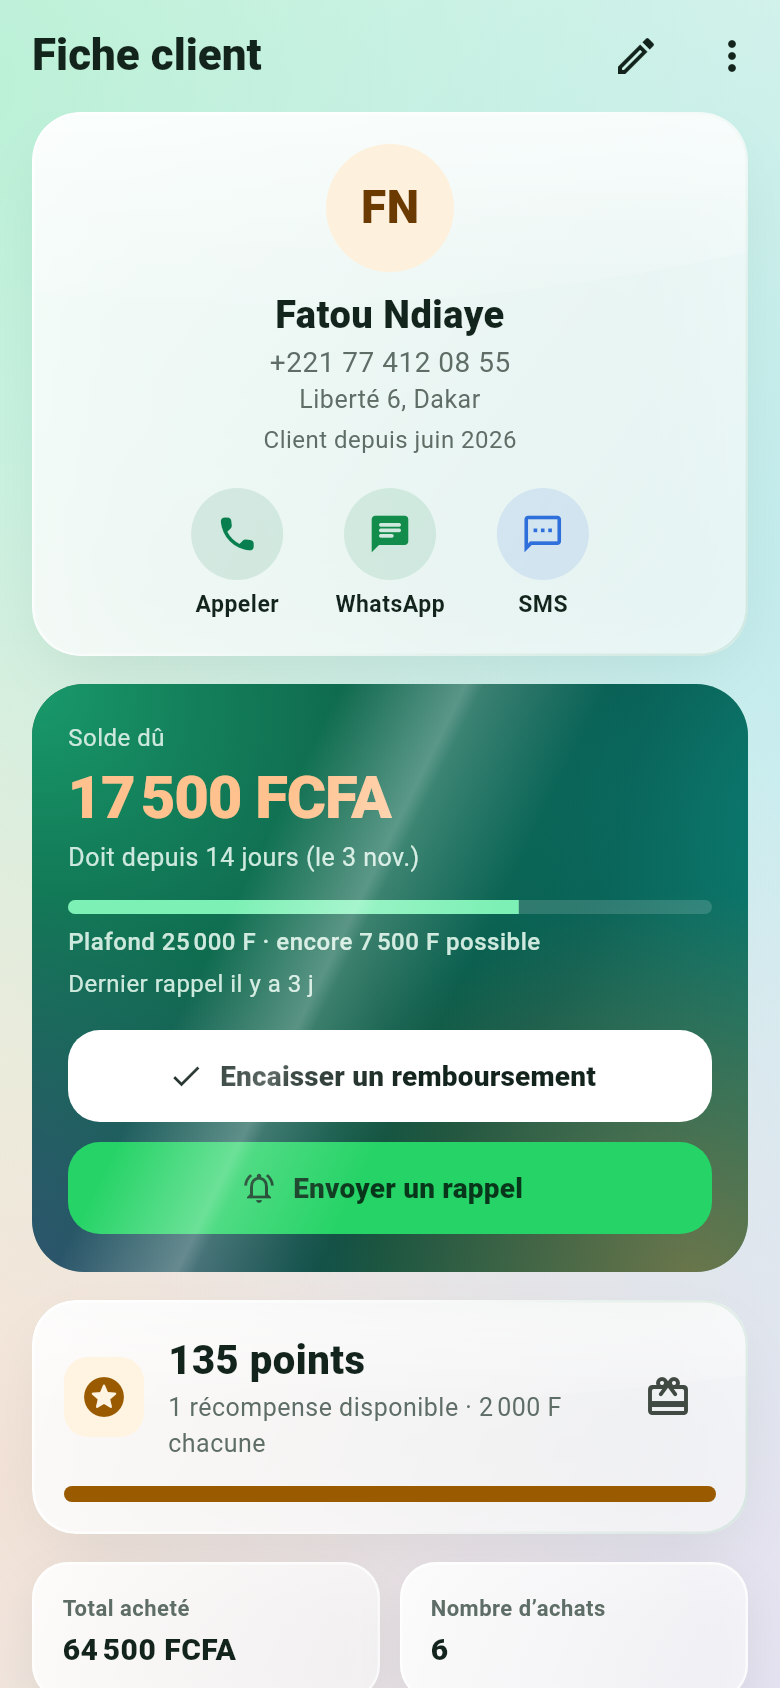 Fiche client
FN
Fatou Ndiaye
+221 77 412 08 55
Liberté 6, Dakar
Client depuis juin 2026
Appeler
WhatsApp
SMS
Solde dû
17 500 FCFA
Doit depuis 14 jours (le 3 nov.)
Plafond 25 000 F · encore 7 500 F possible
Dernier rappel il y a 3 j
Encaisser un remboursement
Envoyer un rappel
135 points
1 récompense disponible · 2 000 F
chacune
Total acheté
64 500 FCFA
Nombre d’achats
6